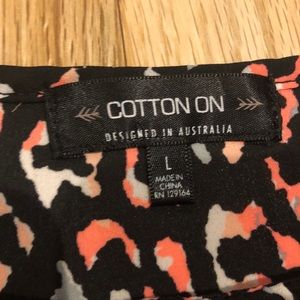 COTTON ON
DESIGNED IN AUSTRALIA
L
MADE IN
CHINA
RN 129164